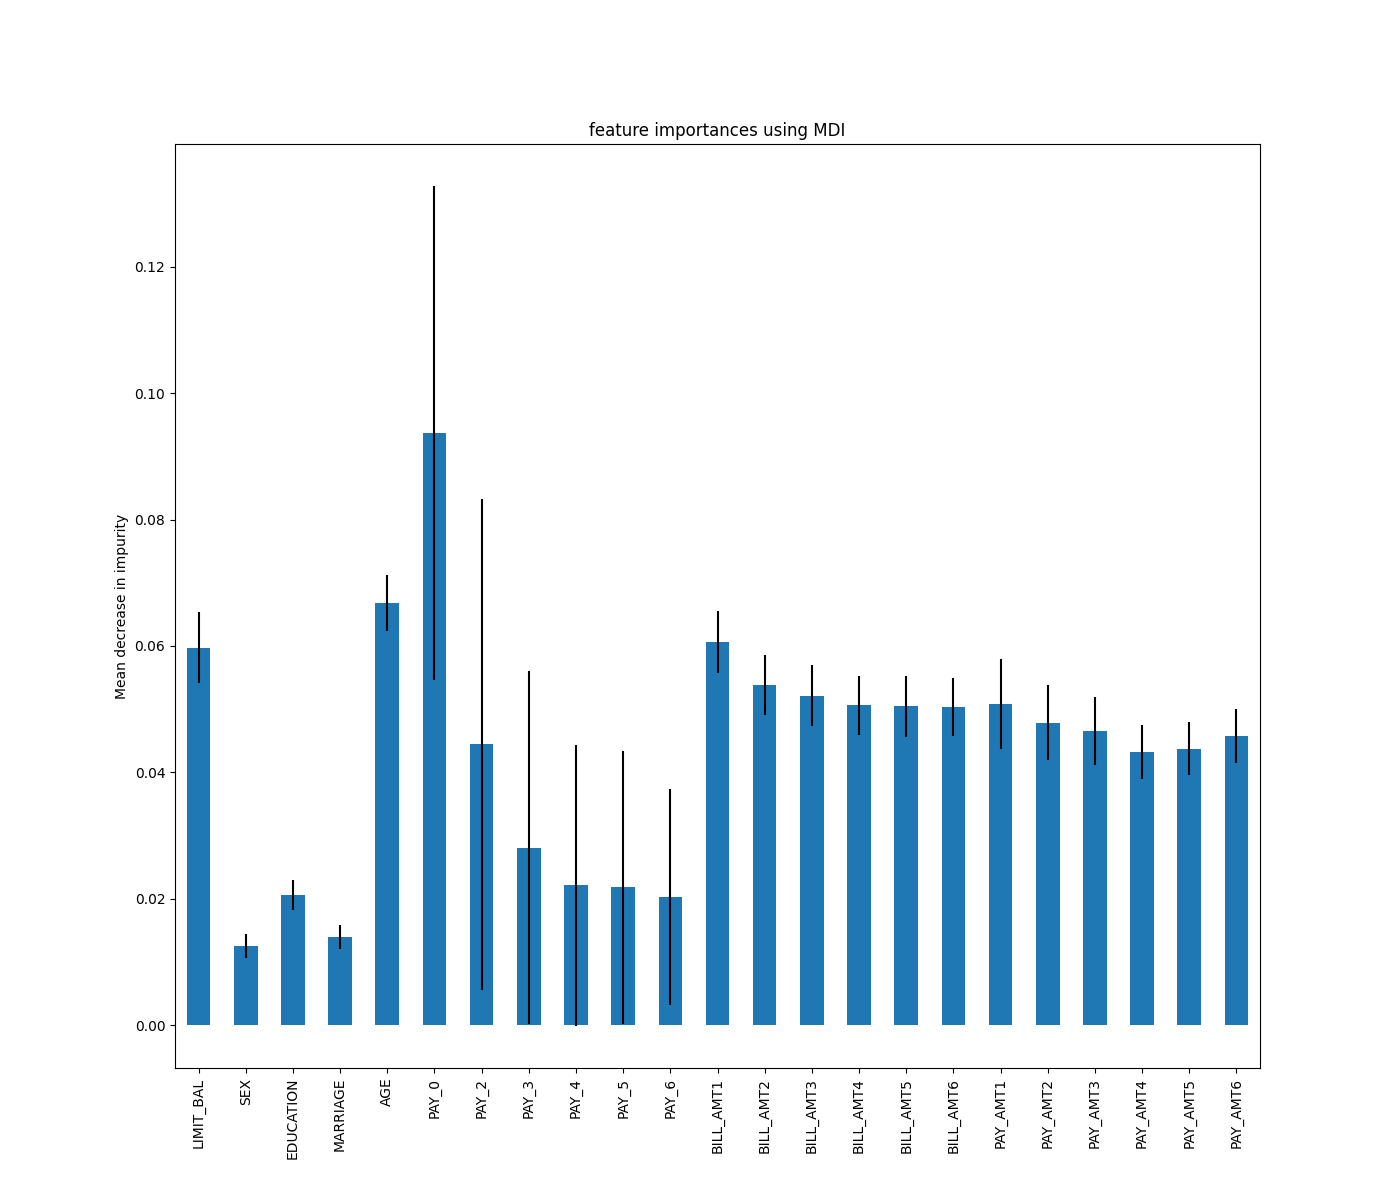 feature importances using MDI
Mean decrease in impurity
0.12
0.10
0.08
0.06
0.04
0.02
0.00
LIMIT_BAL
SEX
EDUCATION
MARRIAGE
AGE
PAY_0
PAY_2
PAY_3
PAY_4
PAY_5
PAY_6
BILL_AMT1
BILL_AMT2
BILL_AMT3
BILL_AMT4
BILL_AMT5
BILL_AMT6
PAY_AMT1
PAY_AMT2
PAY_AMT3
PAY_AMT4
PAY_AMT5
PAY_AMT6